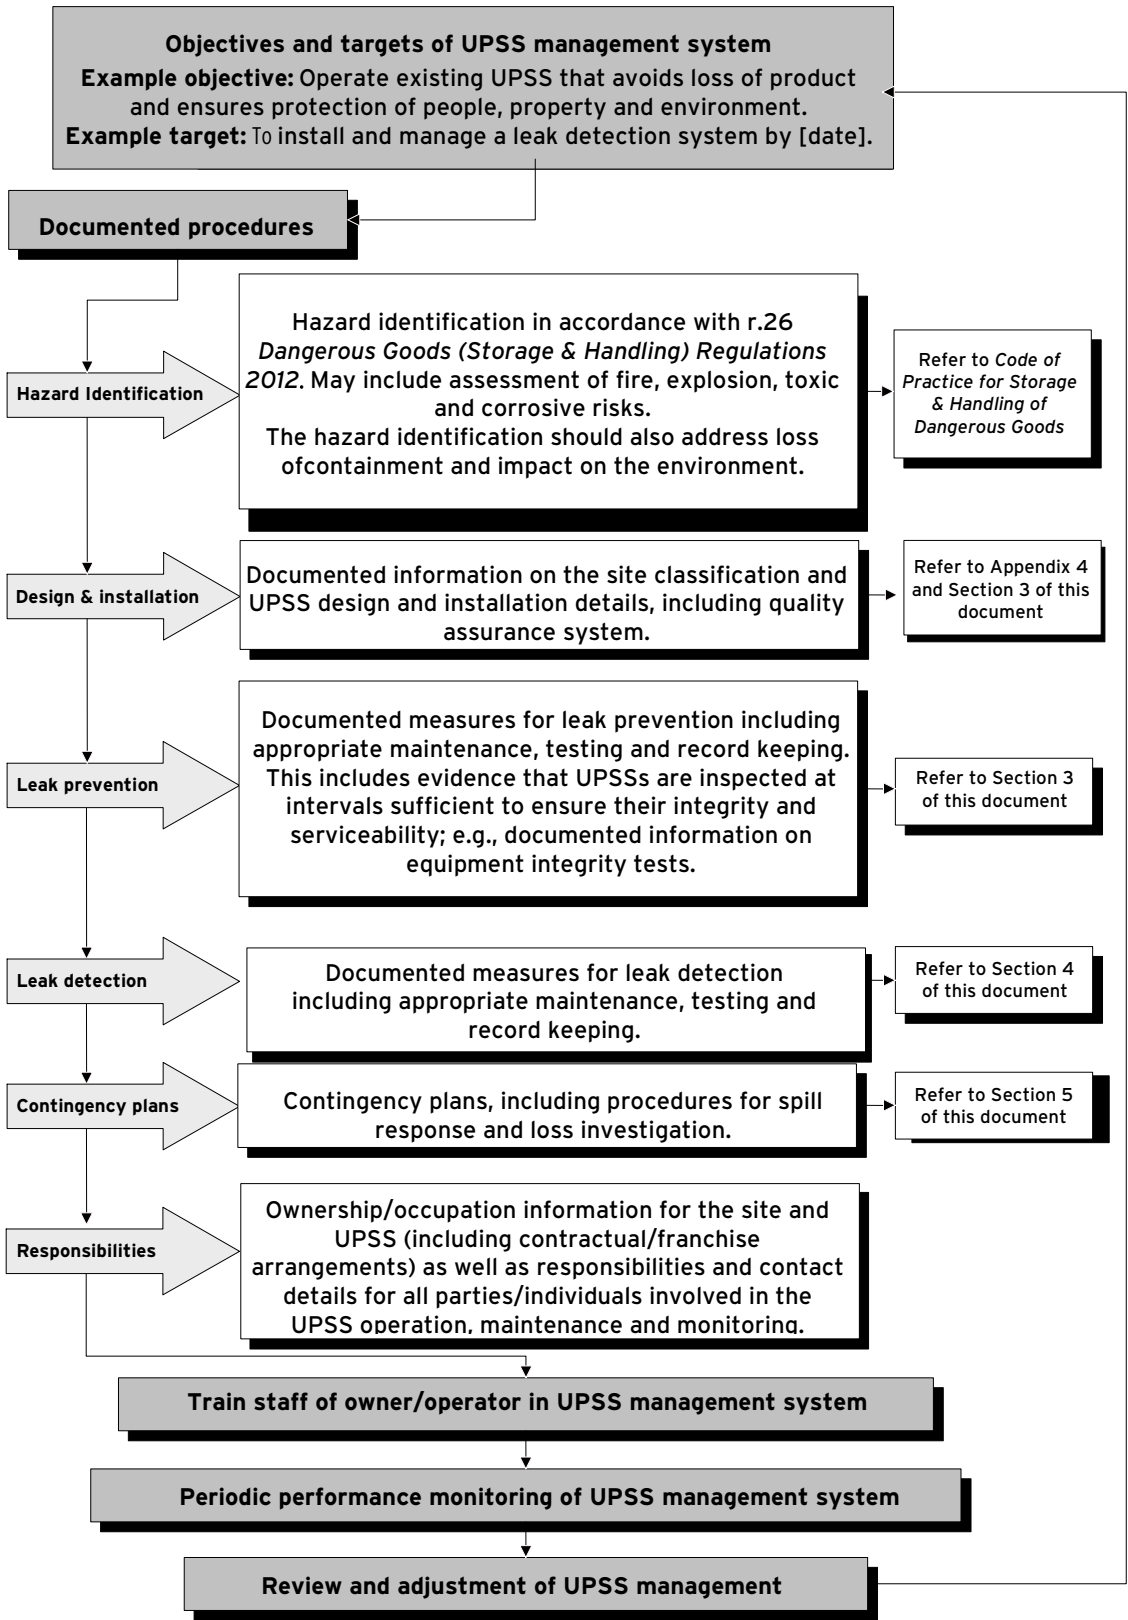 Objectives and targets of UPSS management system
Example objective: Operate existing UPSS that avoids loss of product
and ensures protection of people, property and environment.
Example target: To install and manage a leak detection system by [date].
Documented procedures
Hazard Identification
Hazard identification in accordance with r.26
Dangerous Goods (Storage & Handling) Regulations
2012. May include assessment of fire, explosion, toxic
and corrosive risks.
The hazard identification should also address loss
ofcontainment and impact on the environment.
Refer to Code of
Practice for Storage
& Handling of
Dangerous Goods
Design & installation
Documented information on the site classification and
UPSS design and installation details, including quality
assurance system.
Refer to Appendix 4
and Section 3 of this
document
Leak prevention
Documented measures for leak prevention including
appropriate maintenance, testing and record keeping.
This includes evidence that UPSSs are inspected at
intervals sufficient to ensure their integrity and
serviceability; e.g., documented information on
equipment integrity tests.
Refer to Section 3
of this document
Leak detection
Documented measures for leak detection
including appropriate maintenance, testing and
record keeping.
Refer to Section 4
of this document
Contingency plans
Contingency plans, including procedures for spill
response and loss investigation.
Refer to Section 5
of this document
Responsibilities
Ownership/occupation information for the site and
UPSS (including contractual/franchise
arrangements) as well as responsibilities and contact
details for all parties/individuals involved in the
UPSS operation, maintenance and monitoring.
Train staff of owner/operator in UPSS management system
Periodic performance monitoring of UPSS management system
Review and adjustment of UPSS management